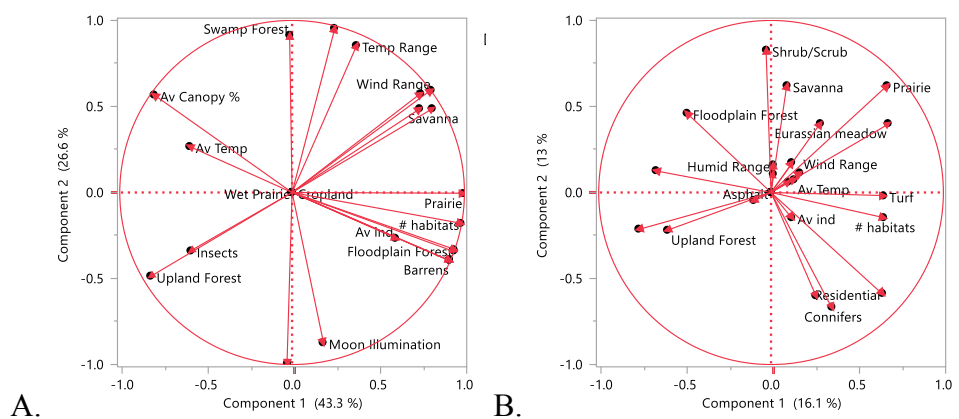 1.0
0.5
0.0
-0.5
-1.0
Component 2 (26.6 %)
Swamp Forest
Temp Range
Wind Range
Av Canopy %
Savanna
Av Temp
Wet Prairie
Cropland
Prairie
# habitats
Av ind
Insects
Floodplain Forest
Barrens
Upland Forest
Moon Illumination
-1.0 -0.5 0.0 0.5 1.0
Component 1 (43.3 %)
A.
1.0
0.5
0.0
-0.5
-1.0
Component 2 (13 %)
Shrub/Scrub
Savanna
Prairie
Floodplain Forest
Eurassian meadow
Humid Range
Wind Range
Asphalt
Av Temp
Turf
Av ind
# habitats
Upland Forest
Residential
Connifers
-1.0 -0.5 0.0 0.5 1.0
Component 1 (16.1 %)
B.